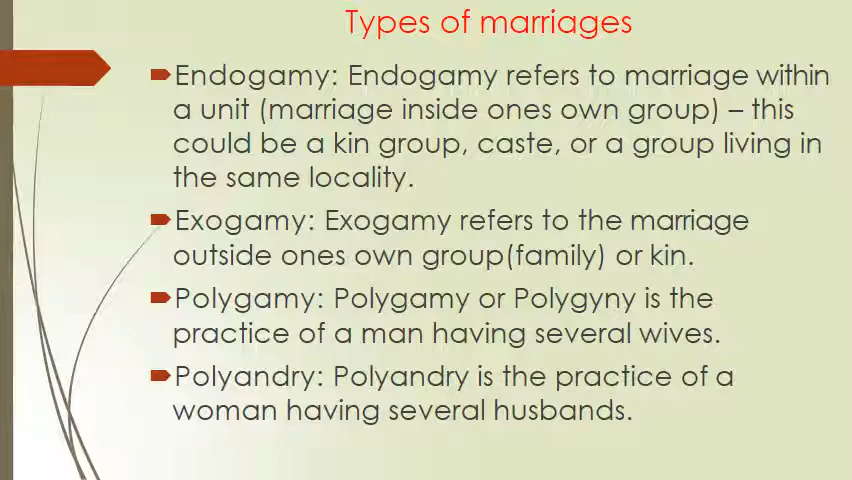 Types of marriages
Endogamy: Endogamy refers to marriage within
a unit (marriage inside ones own group) – this
could be a kin group, caste, or a group living in
the same locality.
Exogamy: Exogamy refers to the marriage
outside ones own group(family) or kin.
Polygamy: Polygamy or Polygyny is the
practice of a man having several wives.
Polyandry: Polyandry is the practice of a
woman having several husbands.